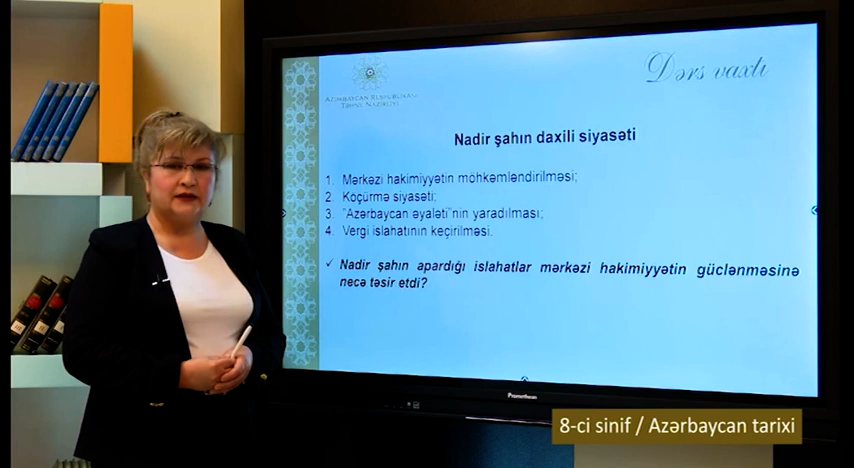 Dərs vaxtı
AZƏRBAYCAN RESPUBLİKASI
TƏHSİL NAZİRLİYİ
Nadir şahın daxili siyasəti
1. Mərkəzi hakimiyyətin möhkəmləndirilməsi;
2. Köçürmə siyasəti;
3. "Azərbaycan əyaləti"nin yaradılması;
4. Vergi islahatının keçirilməsi.
✓ Nadir şahın apardığı islahatlar mərkəzi hakimiyyətin güclənməsinə
necə təsir etdi?
Promethean
8-ci sinif / Azərbaycan tarixi